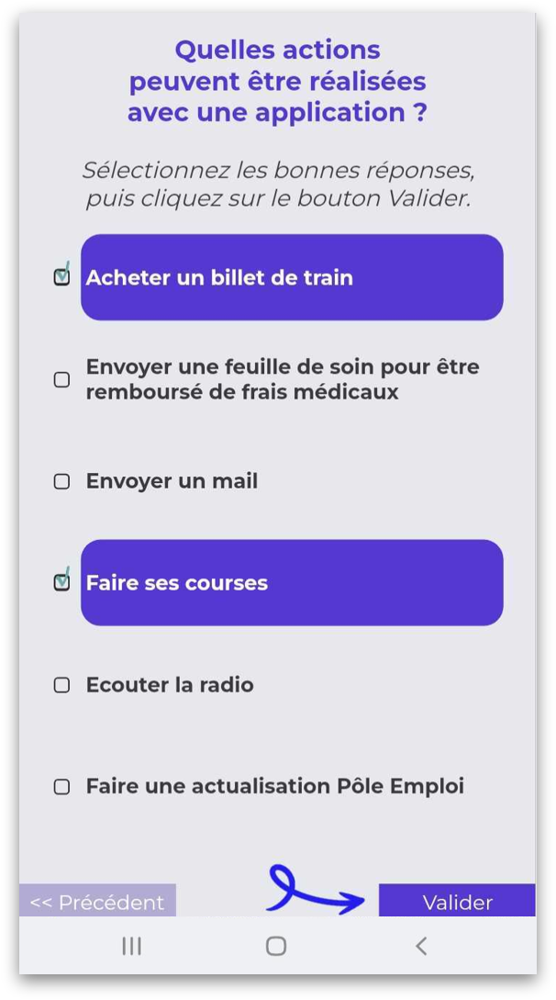 Quelles actions
peuvent être réalisées
avec une application ?
Sélectionnez les bonnes réponses,
puis cliquez sur le bouton Valider.
Acheter un billet de train
Envoyer une feuille de soin pour être
remboursé de frais médicaux
Envoyer un mail
Faire ses courses
Ecouter la radio
Faire une actualisation Pôle Emploi
<< Précédent
Valider